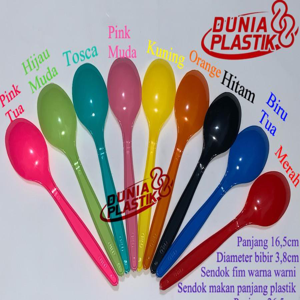 DUNIA
PLASTIK
Pink
Muda
Hijau
Muda
Tosca
Kuning
Orange
Hitam
Pink
Tua
Biru
Tua
Merah
DUNIA
PLASTIK
Panjang 16,5cm
Diameter bibir 3,8cm
Sendok fim warna warni
Sendok makan panjang plastik